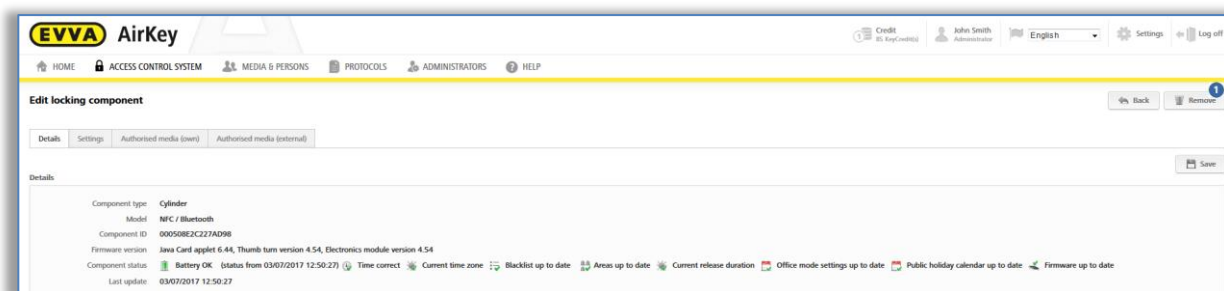 EVVA AirKey
Credit
85 KeyCredit(s)
John Smith
Administrator
English
Settings
Log off
HOME ACCESS CONTROL SYSTEM MEDIA & PERSONS PROTOCOLS ADMINISTRATORS HELP
Edit locking component
Back
Remove
1
Details Settings Authorised media (own) Authorised media (external)
Save
Details
Component type Cylinder
Model NFC / Bluetooth
Component ID 000508E2C227AD98
Firmware version Java Card applet 6.44, Thumb turn version 4.54, Electronics module version 4.54
Component status Battery OK (status from 03/07/2017 12:50:27) Time correct Current time zone Blacklist up to date Areas up to date Current release duration Office mode settings up to date Public holiday calendar up to date Firmware up to date
Last update 03/07/2017 12:50:27